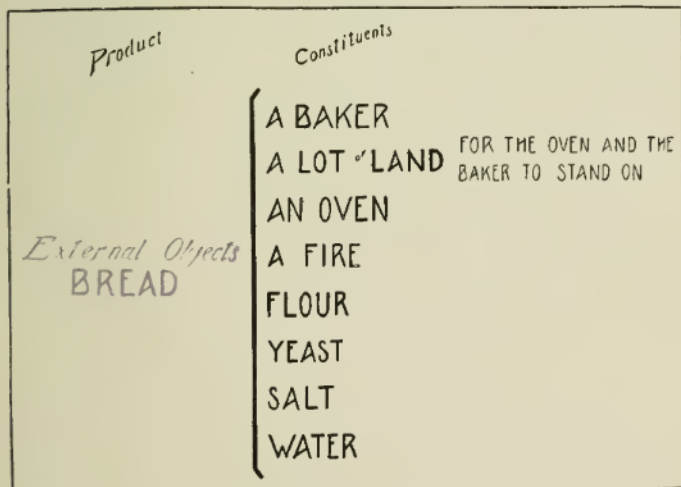 Product
Constituents
A BAKER
A LOT of LAND
FOR THE OVEN AND THE
BAKER TO STAND ON
AN OVEN
External Objects
A FIRE
BREAD
FLOUR
YEAST
SALT
WATER